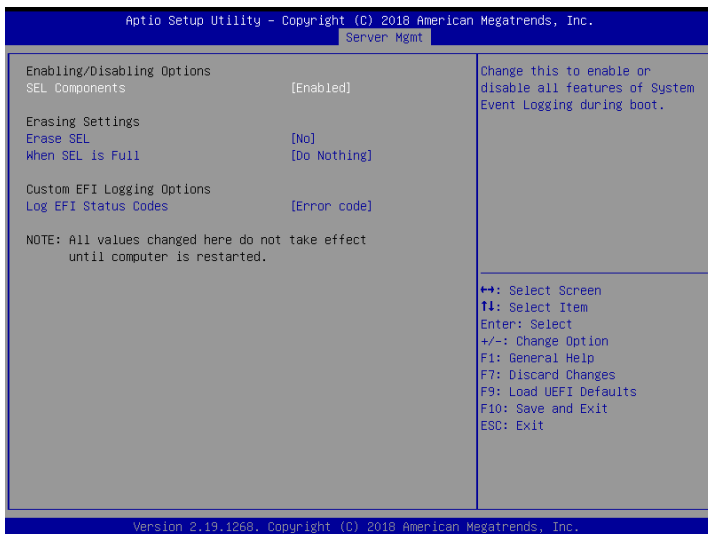 Aptio Setup Utility – Copyright (C) 2018 American Megatrends, Inc.
Server Mgmt
Enabling/Disabling Options
SEL Components [Enabled]
Erasing Settings
Erase SEL [No]
When SEL is Full [Do Nothing]
Custom EFI Logging Options
Log EFI Status Codes [Error code]
NOTE: All values changed here do not take effect
until computer is restarted.
Change this to enable or
disable all features of System
Event Logging during boot.
↔: Select Screen
↑↓: Select Item
Enter: Select
+/-: Change Option
F1: General Help
F7: Discard Changes
F9: Load UEFI Defaults
F10: Save and Exit
ESC: Exit
Version 2.19.1268. Copyright (C) 2018 American Megatrends, Inc.